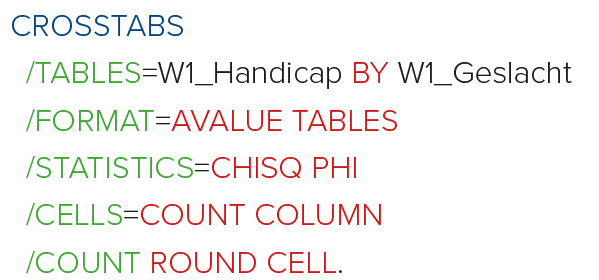 CROSSTABS
/TABLES=W1_Handicap BY W1_Geslacht
/FORMAT=AVALUE TABLES
/STATISTICS=CHISQ PHI
/CELLS=COUNT COLUMN
/COUNT ROUND CELL.